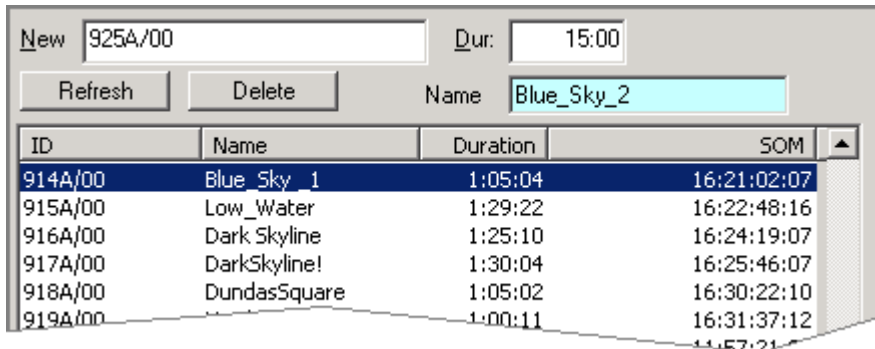 New 925A/00 Dur: 15:00
Refresh Delete Name Blue_Sky_2
ID Name Duration SOM
914A/00 Blue_Sky _1 1:05:04 16:21:02:07
915A/00 Low_Water 1:29:22 16:22:48:16
916A/00 Dark Skyline 1:25:10 16:24:19:07
917A/00 DarkSkyline! 1:30:04 16:25:46:07
918A/00 DundasSquare 1:05:02 16:30:22:10
919A/00 1:00:11 16:31:37:12